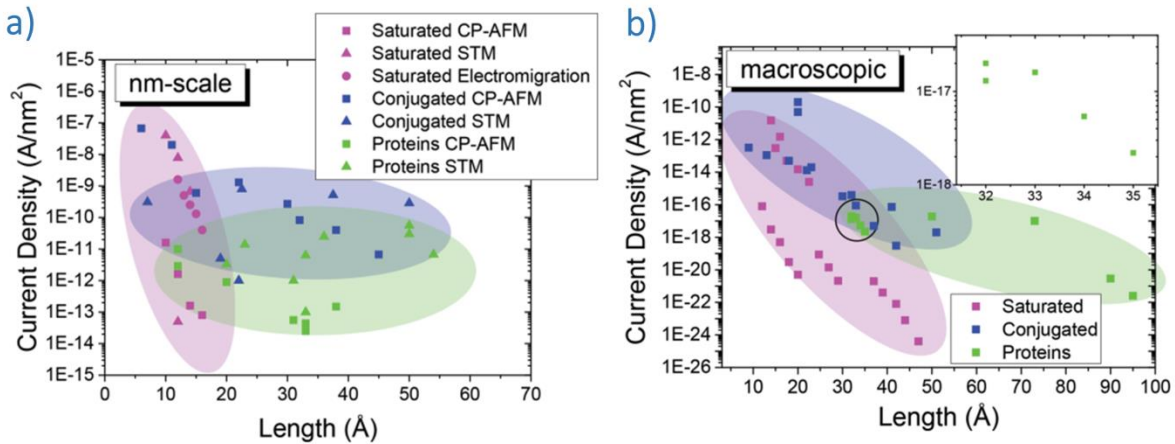 a)
Saturated CP-AFM
Saturated STM
Saturated Electromigration
Conjugated CP-AFM
Conjugated STM
Proteins CP-AFM
Proteins STM
nm-scale
Current Density (A/nm²)
1E-5
1E-6
1E-7
1E-8
1E-9
1E-10
1E-11
1E-12
1E-13
1E-14
1E-15
0 10 20 30 40 50 60 70
Length (Å)
b)
macroscopic
Current Density (A/nm²)
1E-8
1E-10
1E-12
1E-14
1E-16
1E-18
1E-20
1E-22
1E-24
1E-26
1E-17
1E-18
32 33 34 35
Saturated
Conjugated
Proteins
10 20 30 40 50 60 70 80 90 100
Length (Å)